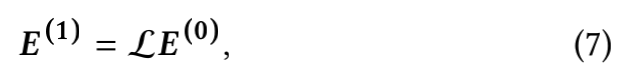 E⁽¹⁾ = ℒE⁽⁰⁾, (7)